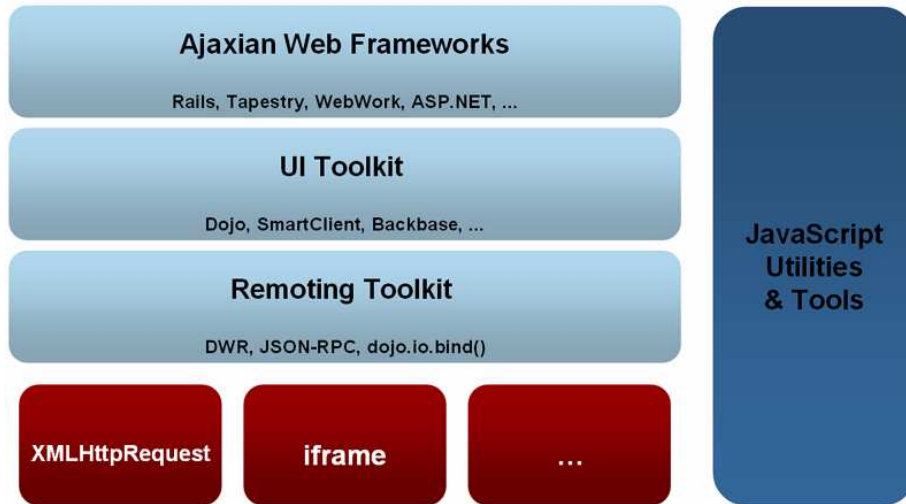 Ajaxian Web Frameworks
Rails, Tapestry, WebWork, ASP.NET, ...
UI Toolkit
Dojo, SmartClient, Backbase, ...
Remoting Toolkit
DWR, JSON-RPC, dojo.io.bind()
XMLHttpRequest
iframe
...
JavaScript
Utilities
& Tools